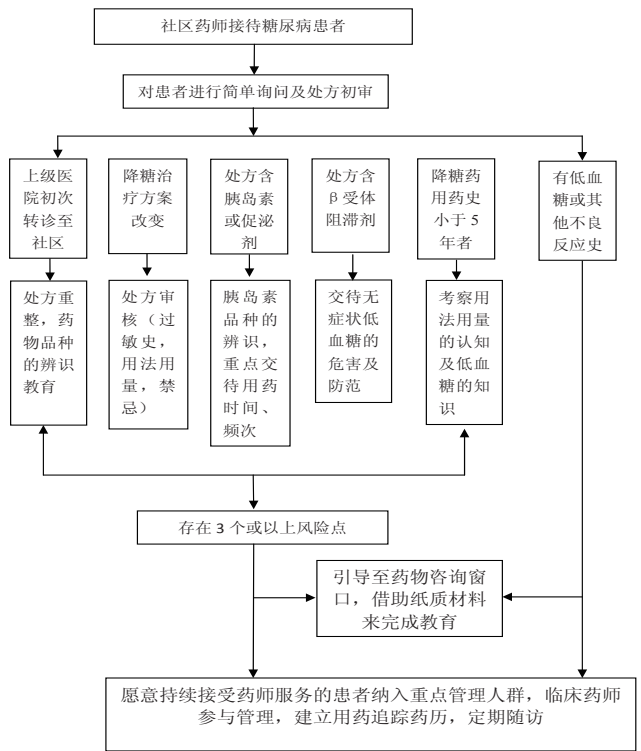 社区药师接待糖尿病患者
对患者进行简单询问及处方初审
上级医
院初次
转诊至
社区
降糖治
疗方案
改变
处方含
胰岛素
或促泌
剂
处方含
β受体
阻滞剂
降糖药
用药史
小于 5
年者
有低血
糖或其
他不良
反应史
处方重
整，药
物品种
的辨识
教育
处方审
核（过
敏史，
用法用
量，禁
忌）
胰岛素
品种的
辨识，
重点交
待用药
时间、
频次
交待无
症状低
血糖的
危害及
防范
考察用
法用量
的认知
及低血
糖的知
识
存在 3 个或以上风险点
引导至药物咨询窗
口，借助纸质材料
来完成教育
愿意持续接受药师服务的患者纳入重点管理人群，临床药师
参与管理，建立用药追踪药历，定期随访